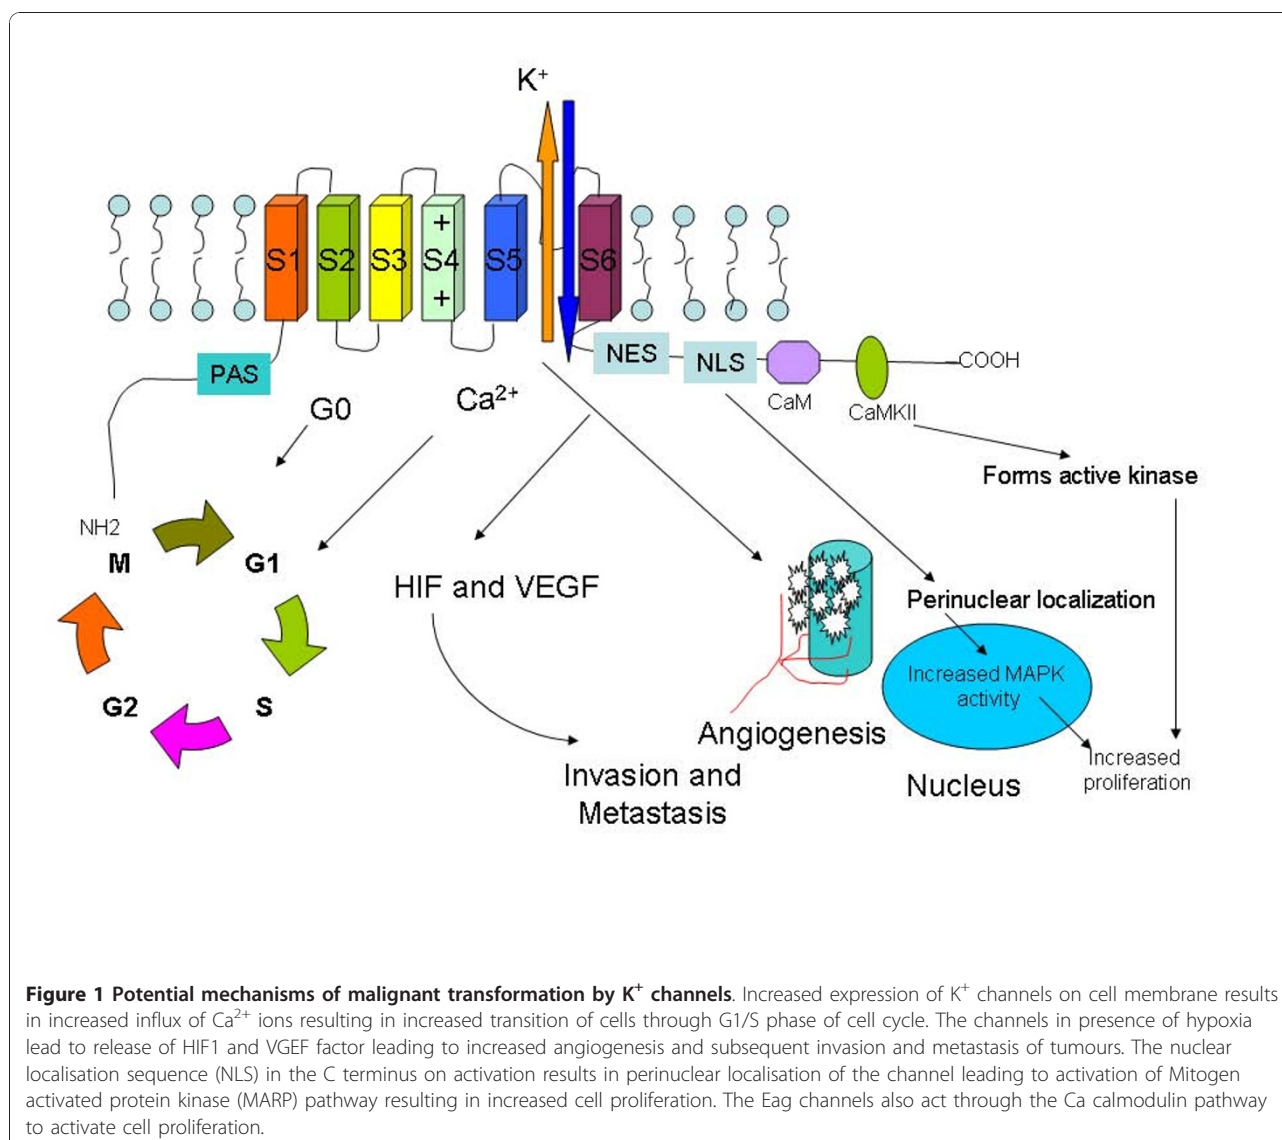 K+
S1 S2 S3 + S4 + S5 S6
PAS
NES
NLS
CaM
CaMKII
-COOH
G0
Ca2+
NH2
M
G1
S
G2
HIF and VEGF
Invasion and
Metastasis
Angiogenesis
Forms active kinase
Perinuclear localization
Increased MAPK
activity
Nucleus
Increased
proliferation
Figure 1 Potential mechanisms of malignant transformation by K+ channels. Increased expression of K+ channels on cell membrane results
in increased influx of Ca2+ ions resulting in increased transition of cells through G1/S phase of cell cycle. The channels in presence of hypoxia
lead to release of HIF1 and VGEF factor leading to increased angiogenesis and subsequent invasion and metastasis of tumours. The nuclear
localisation sequence (NLS) in the C terminus on activation results in perinuclear localisation of the channel leading to activation of Mitogen
activated protein kinase (MARP) pathway resulting in increased cell proliferation. The Eag channels also act through the Ca calmodulin pathway
to activate cell proliferation.